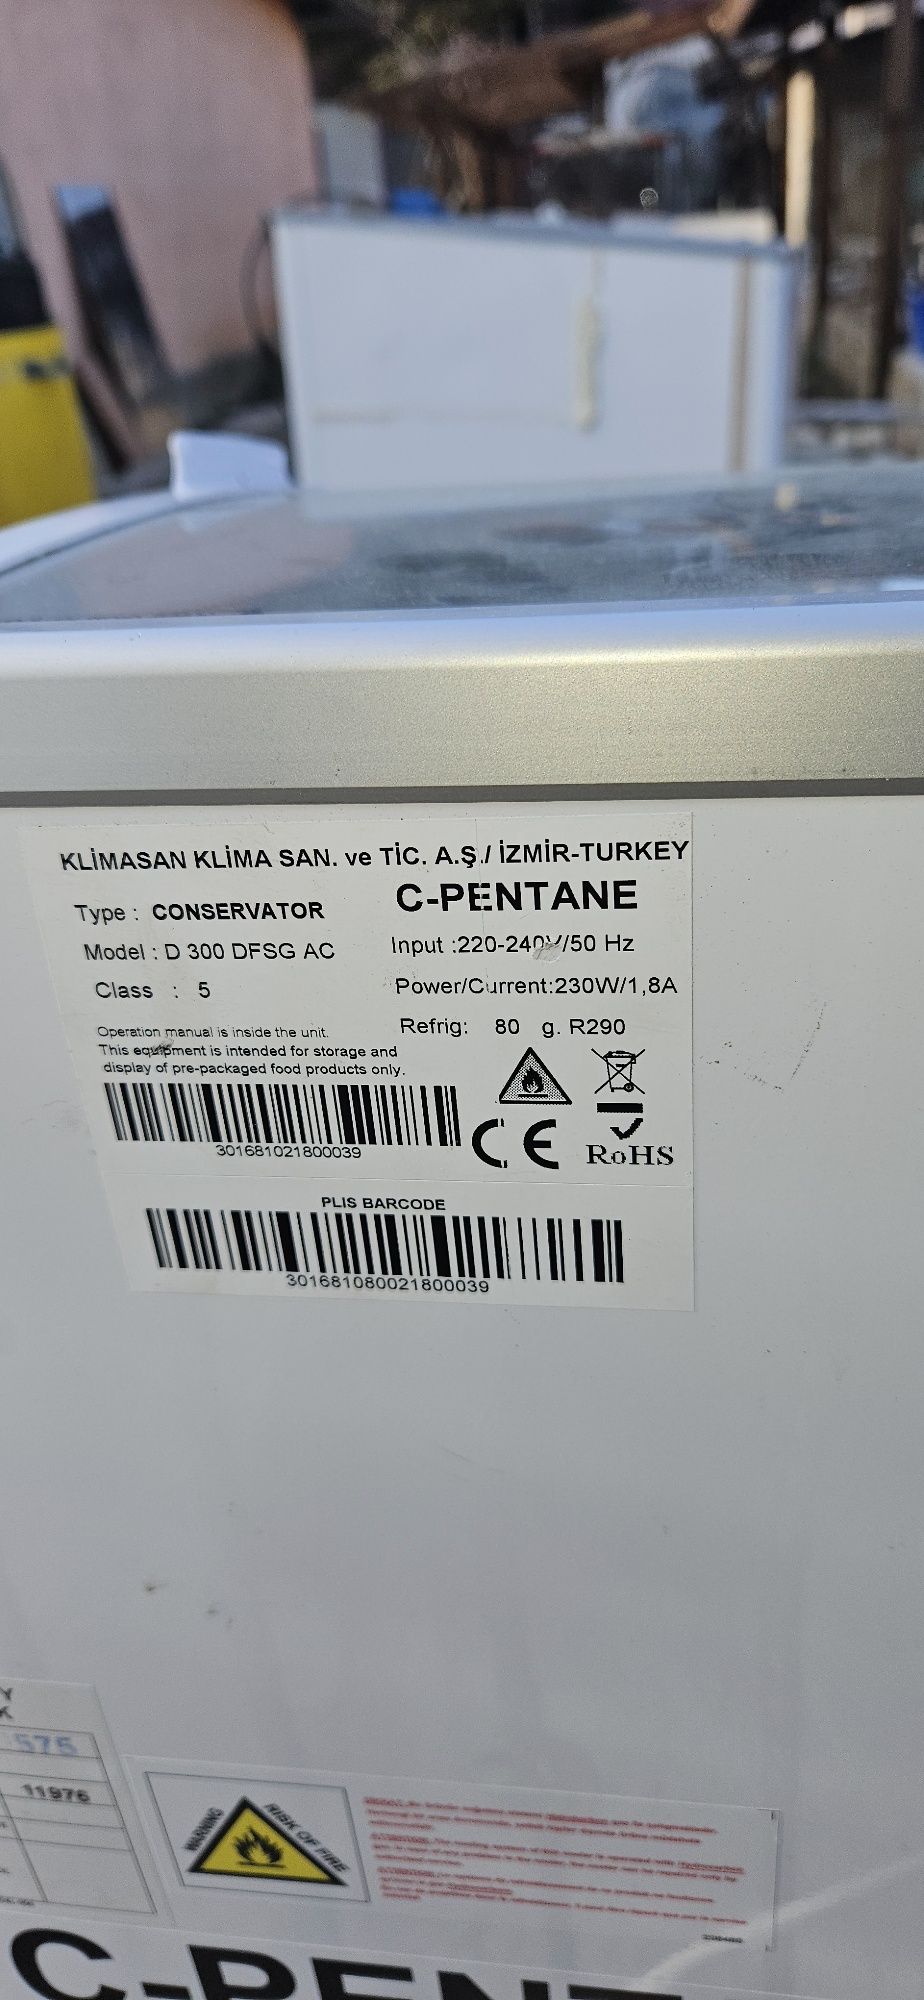 KLİMASAN KLİMA SAN. ve TİC. A.Ş./ İZMİR-TURKEY
C-PENTANE
Type : CONSERVATOR
Model : D 300 DFSG AC
Input :220-240V/50 Hz
Class : 5
Power/Current:230W/1,8A
Refrig: 80 g. R290
Operation manual is inside the unit.
This equipment is intended for storage and
display of pre-packaged food products only.
301681021800039
CE
RoHS
PLIS BARCODE
301681080021800039
Y
K
575
11976
WARNING
RISK OF FIRE
C-PENT